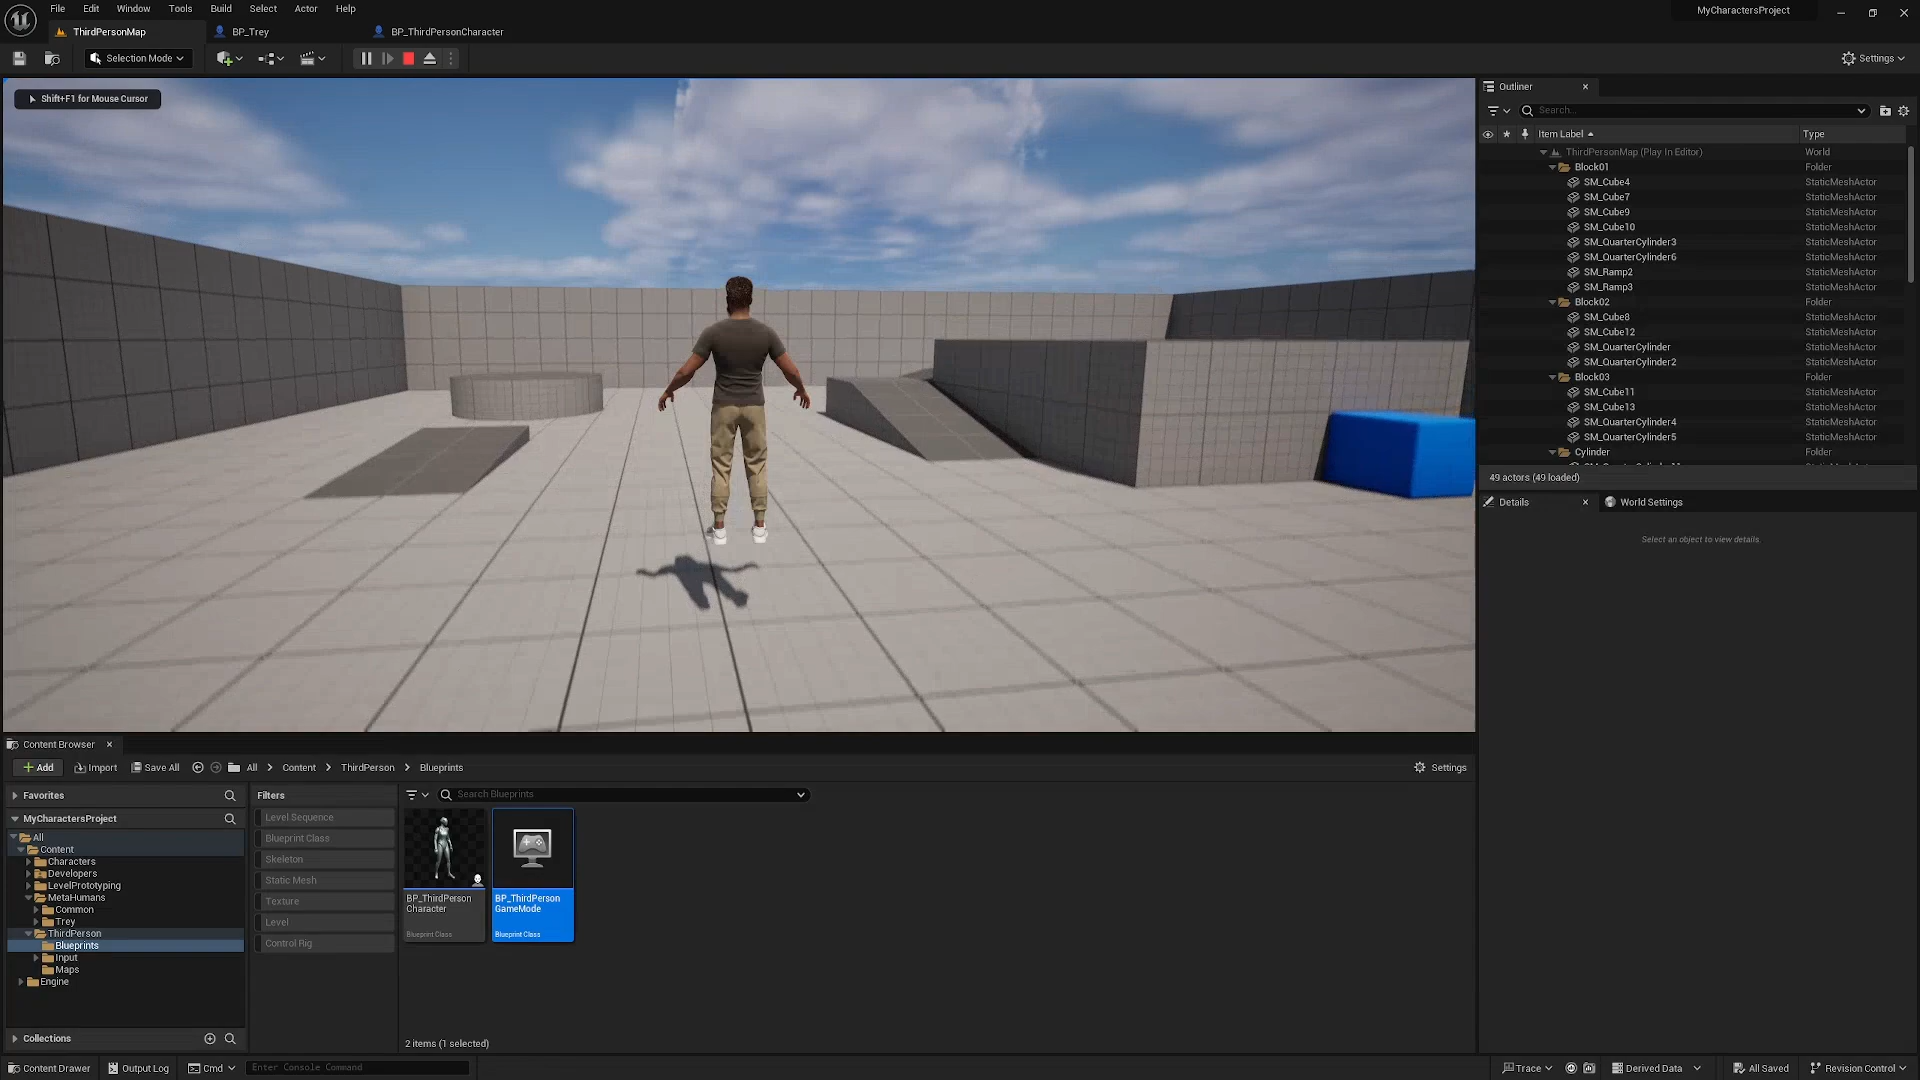 File Edit Window Tools Build Select Actor Help
MyCharactersProject
ThirdPersonMap
BP_Trey
BP_ThirdPersonCharacter
Selection Mode
Settings
Shift+F1 for Mouse Cursor
Outliner
Search...
Item Label
Type
ThirdPersonMap (Play In Editor) World
Block01 Folder
SM_Cube4 StaticMeshActor
SM_Cube7 StaticMeshActor
SM_Cube9 StaticMeshActor
SM_Cube10 StaticMeshActor
SM_QuarterCylinder3 StaticMeshActor
SM_QuarterCylinder6 StaticMeshActor
SM_Ramp2 StaticMeshActor
SM_Ramp3 StaticMeshActor
Block02 Folder
SM_Cube8 StaticMeshActor
SM_Cube12 StaticMeshActor
SM_QuarterCylinder StaticMeshActor
SM_QuarterCylinder2 StaticMeshActor
Block03 Folder
SM_Cube11 StaticMeshActor
SM_Cube13 StaticMeshActor
SM_QuarterCylinder4 StaticMeshActor
SM_QuarterCylinder5 StaticMeshActor
Cylinder Folder
49 actors (49 loaded)
Details
World Settings
Select an object to view details.
Content Browser
Add Import Save All All Content ThirdPerson Blueprints
Settings
Favorites
MyCharactersProject
All
Content
Characters
Developers
LevelPrototyping
MetaHumans
Common
Trey
ThirdPerson
Blueprints
Input
Maps
Engine
Collections
Filters
Level Sequence
Blueprint Class
Skeleton
Static Mesh
Texture
Level
Control Rig
Search Blueprints
BP_ThirdPerson
Character
Blueprint Class
BP_ThirdPerson
GameMode
Blueprint Class
2 items (1 selected)
Content Drawer
Output Log
Cmd
Enter Console Command
Trace
Derived Data
All Saved
Revision Control